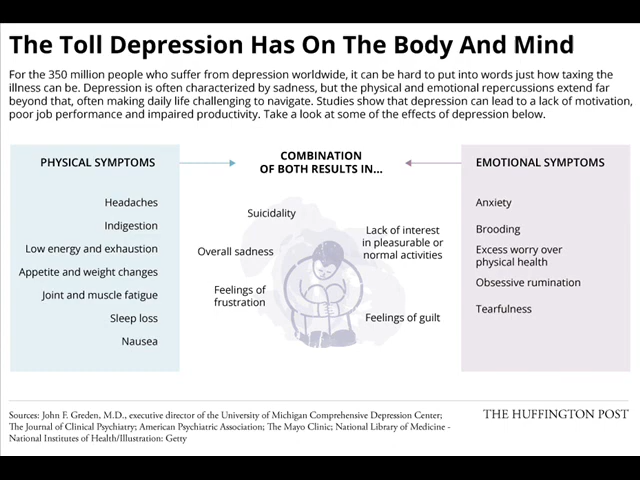 The Toll Depression Has On The Body And Mind
For the 350 million people who suffer from depression worldwide, it can be hard to put into words just how taxing the
illness can be. Depression is often characterized by sadness, but the physical and emotional repercussions extend far
beyond that, often making daily life challenging to navigate. Studies show that depression can lead to a lack of motivation,
poor job performance and impaired productivity. Take a look at some of the effects of depression below.
PHYSICAL SYMPTOMS
Headaches
Indigestion
Low energy and exhaustion
Appetite and weight changes
Joint and muscle fatigue
Sleep loss
Nausea
COMBINATION
OF BOTH RESULTS IN...
Suicidality
Overall sadness
Feelings of
frustration
Lack of interest
in pleasurable or
normal activities
Feelings of guilt
EMOTIONAL SYMPTOMS
Anxiety
Brooding
Excess worry over
physical health
Obsessive rumination
Tearfulness
Sources: John F. Greden, M.D., executive director of the University of Michigan Comprehensive Depression Center;
The Journal of Clinical Psychiatry; American Psychiatric Association; The Mayo Clinic; National Library of Medicine -
National Institutes of Health/Illustration: Getty
THE HUFFINGTON POST